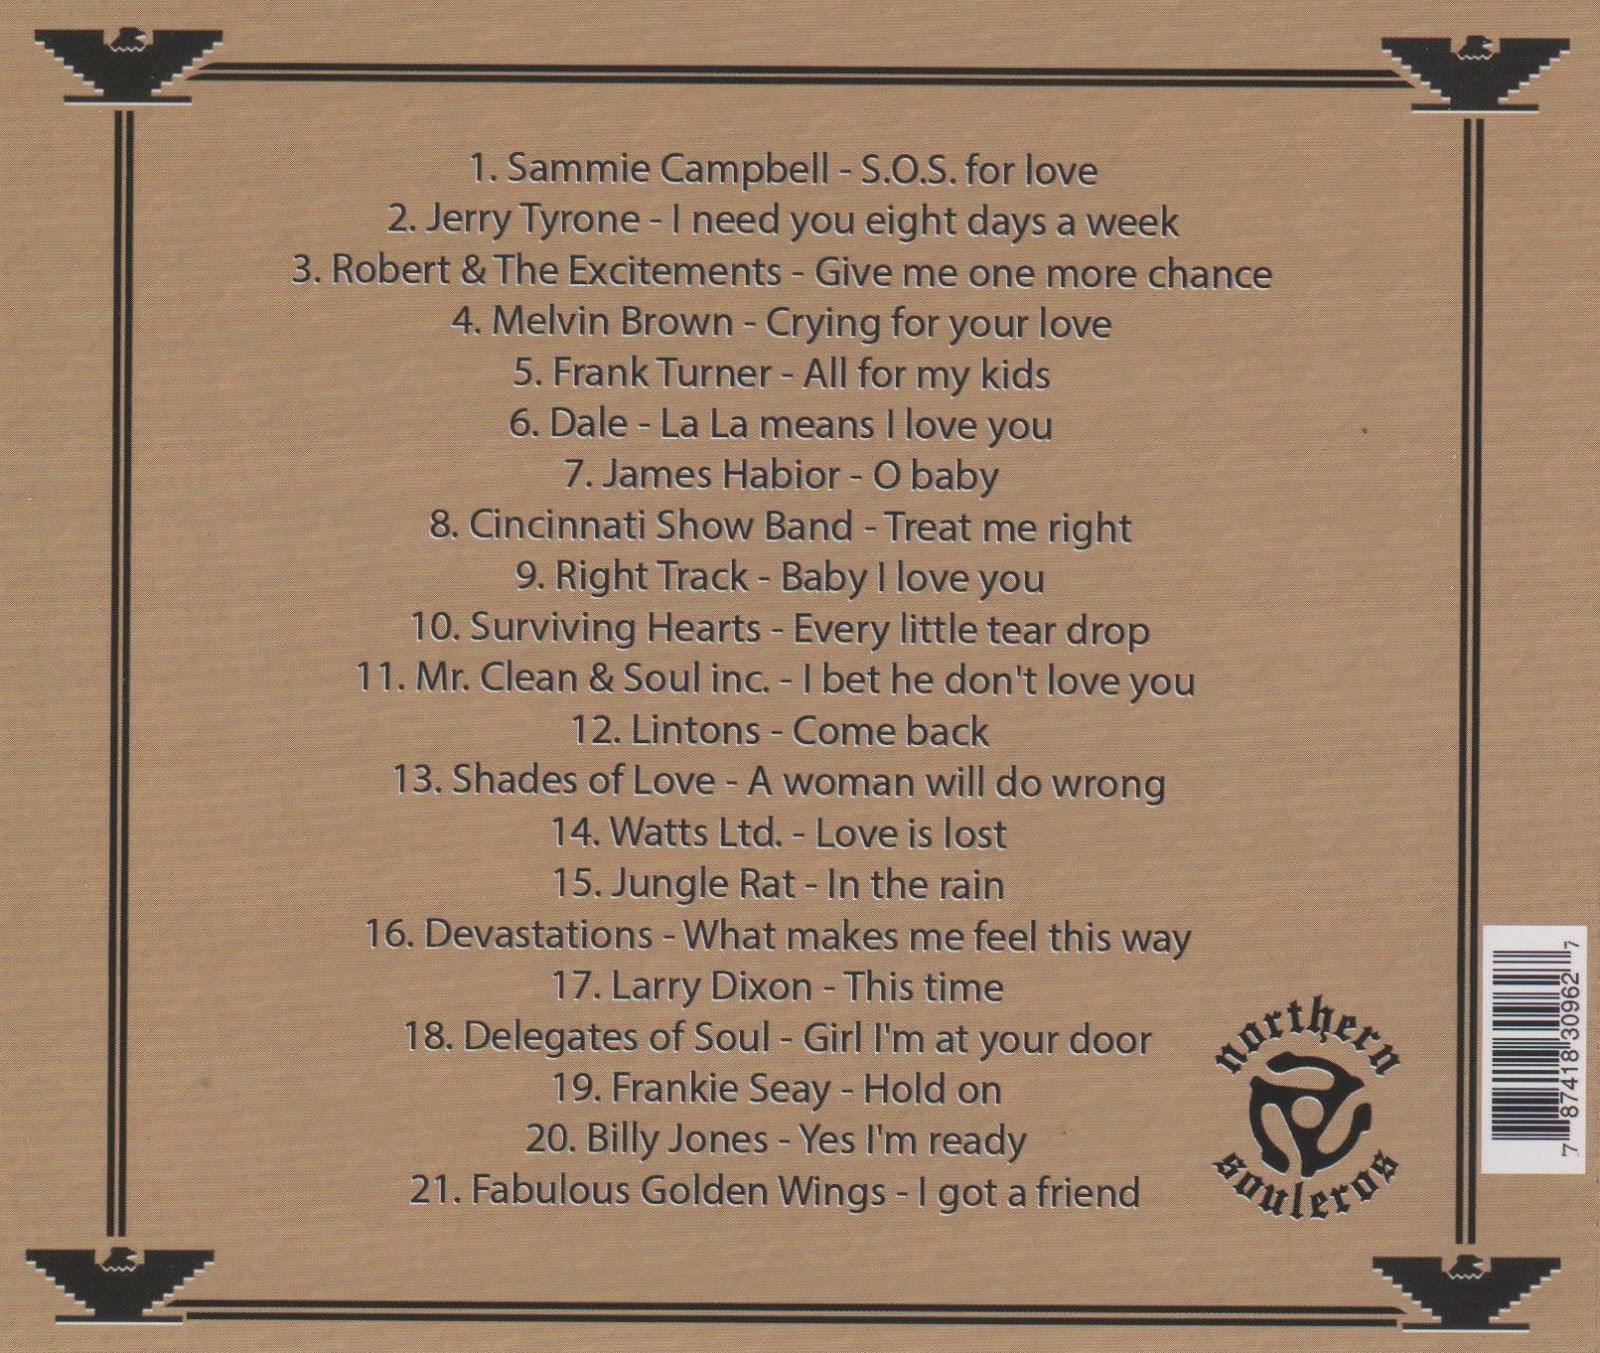 1. Sammie Campbell - S.O.S. for love
2. Jerry Tyrone - I need you eight days a week
3. Robert & The Excitements - Give me one more chance
4. Melvin Brown - Crying for your love
5. Frank Turner - All for my kids
6. Dale - La La means I love you
7. James Habior - O baby
8. Cincinnati Show Band - Treat me right
9. Right Track - Baby I love you
10. Surviving Hearts - Every little tear drop
11. Mr. Clean & Soul inc. - I bet he don't love you
12. Lintons - Come back
13. Shades of Love - A woman will do wrong
14. Watts Ltd. - Love is lost
15. Jungle Rat - In the rain
16. Devastations - What makes me feel this way
17. Larry Dixon - This time
18. Delegates of Soul - Girl I'm at your door
19. Frankie Seay - Hold on
20. Billy Jones - Yes I'm ready
21. Fabulous Golden Wings - I got a friend
northern
souleros
7 87418 30962 7